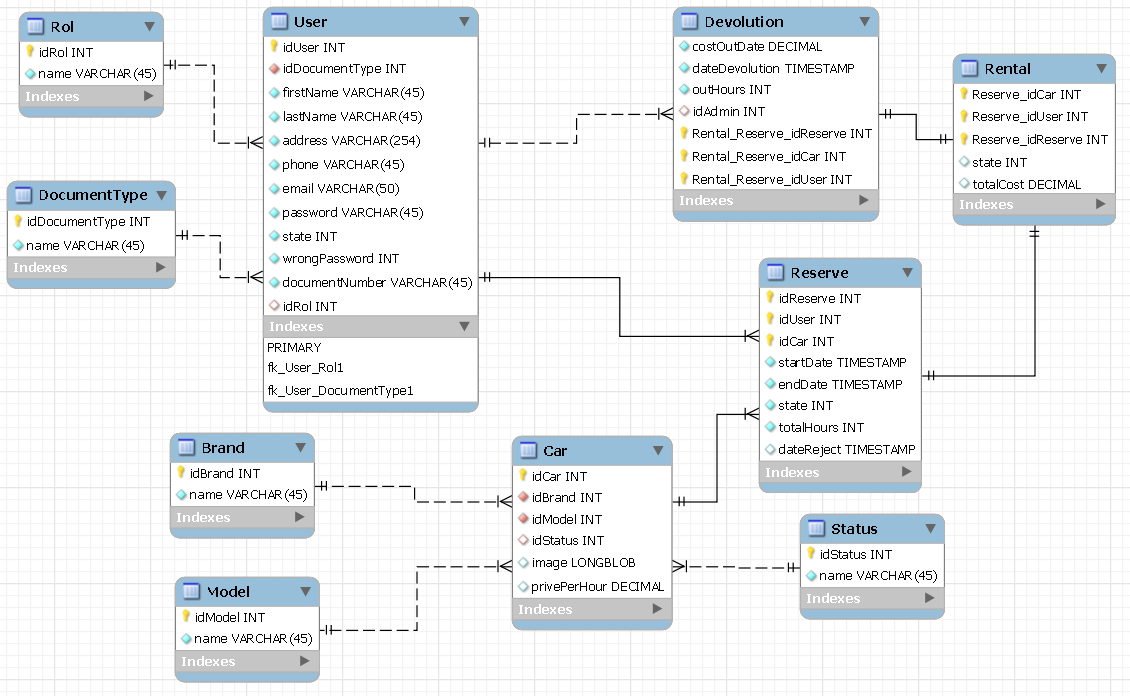 Rol
idRol INT
name VARCHAR(45)
Indexes
User
idUser INT
idDocumentType INT
firstName VARCHAR(45)
lastName VARCHAR(45)
address VARCHAR(254)
phone VARCHAR(45)
email VARCHAR(50)
password VARCHAR(45)
state INT
wrongPassword INT
documentNumber VARCHAR(45)
idRol INT
Indexes
PRIMARY
fk_User_Rol1
fk_User_DocumentType1
Devolution
costOutDate DECIMAL
dateDevolution TIMESTAMP
outHours INT
idAdmin INT
Rental_Reserve_idReserve INT
Rental_Reserve_idCar INT
Rental_Reserve_idUser INT
Indexes
Rental
Reserve_idCar INT
Reserve_idUser INT
Reserve_idReserve INT
state INT
totalCost DECIMAL
Indexes
DocumentType
idDocumentType INT
name VARCHAR(45)
Indexes
Reserve
idReserve INT
idUser INT
idCar INT
startDate TIMESTAMP
endDate TIMESTAMP
state INT
totalHours INT
dateReject TIMESTAMP
Indexes
Brand
idBrand INT
name VARCHAR(45)
Indexes
Car
idCar INT
idBrand INT
idModel INT
idStatus INT
image LONGBLOB
privePerHour DECIMAL
Indexes
Status
idStatus INT
name VARCHAR(45)
Indexes
Model
idModel INT
name VARCHAR(45)
Indexes